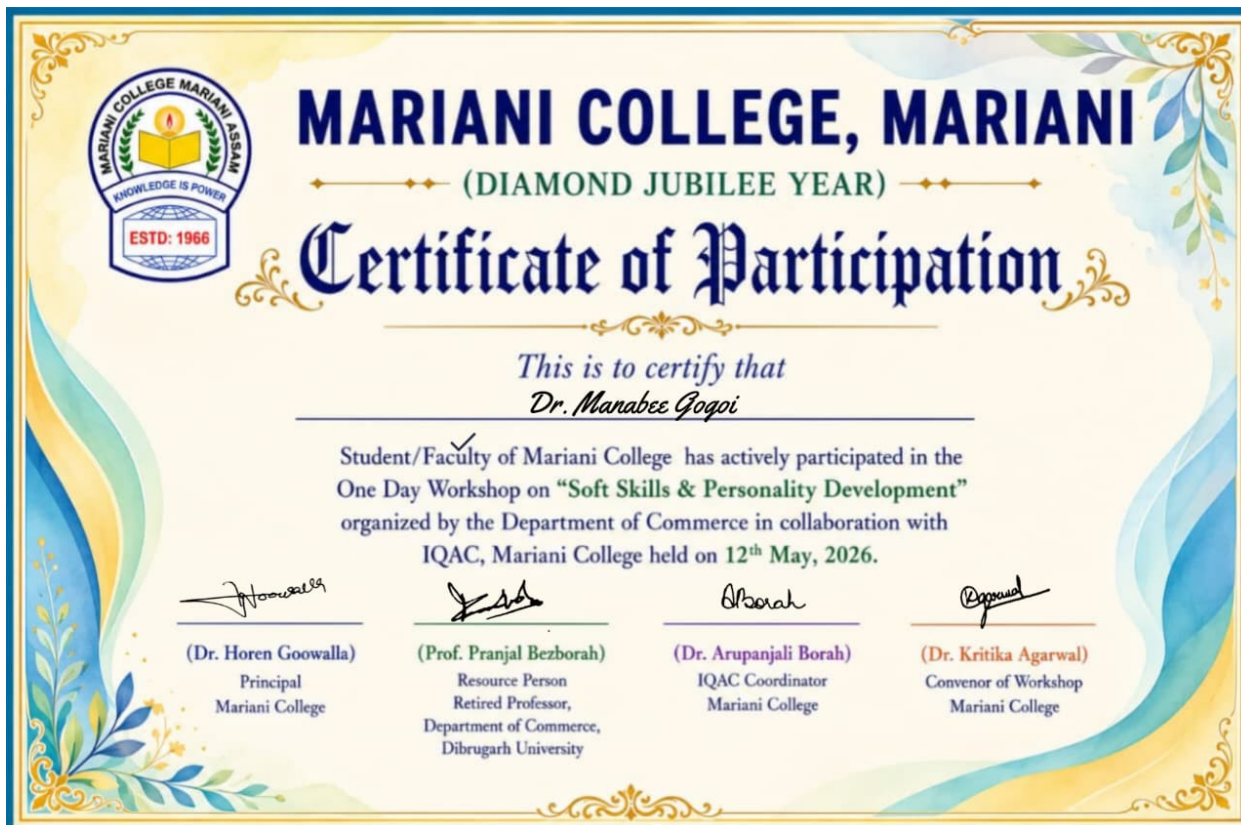 MARIANI COLLEGE MARIANI ASSAM
KNOWLEDGE IS POWER
ESTD: 1966
MARIANI COLLEGE, MARIANI
(DIAMOND JUBILEE YEAR)
Certificate of Participation
This is to certify that
Dr. Manabee Gogoi
Student/Faculty of Mariani College has actively participated in the
One Day Workshop on “Soft Skills & Personality Development”
organized by the Department of Commerce in collaboration with
IQAC, Mariani College held on 12th May, 2026.
(Dr. Horen Goowalla)
Principal
Mariani College
(Prof. Pranjal Bezborah)
Resource Person
Retired Professor,
Department of Commerce,
Dibrugarh University
ABorah
(Dr. Arupanjali Borah)
IQAC Coordinator
Mariani College
(Dr. Kritika Agarwal)
Convenor of Workshop
Mariani College